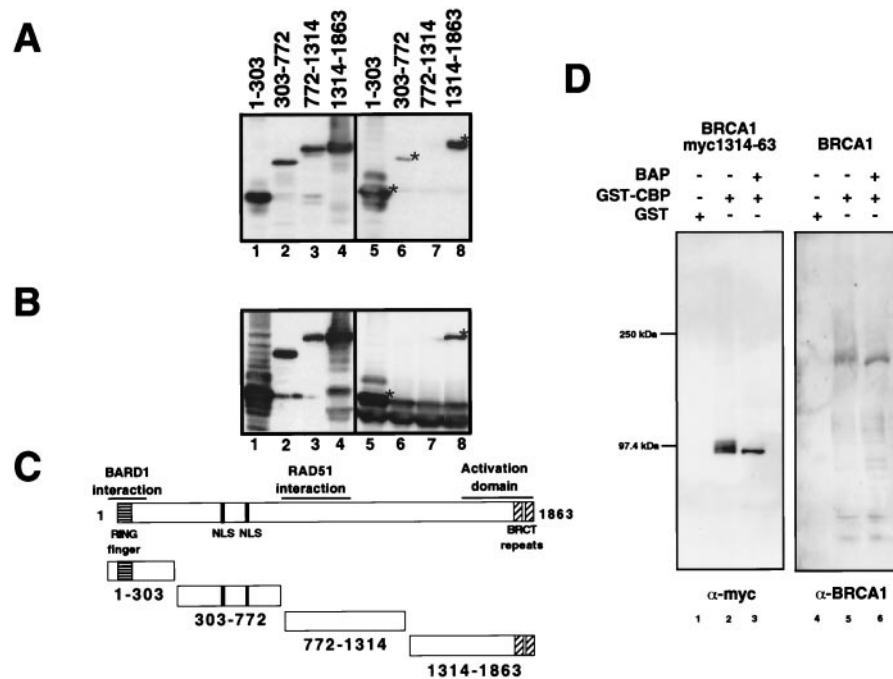 A
1-303
303-772
772-1314
1314-1863
1-303
303-772
772-1314
1314-1863
*
*
*
1 2 3 4 5 6 7 8
B
*
*
1 2 3 4 5 6 7 8
C
BARD1 interaction
RAD51 interaction
Activation domain
1
1863
RING finger
NLS NLS
BRCT repeats
1-303
303-772
772-1314
1314-1863
D
BRCA1
myc1314-63
BRCA1
BAP - - + - - +
GST-CBP - + + - + +
GST + - - + - -
250 kDa
97.4 kDa
α-myc
α-BRCA1
1 2 3 4 5 6